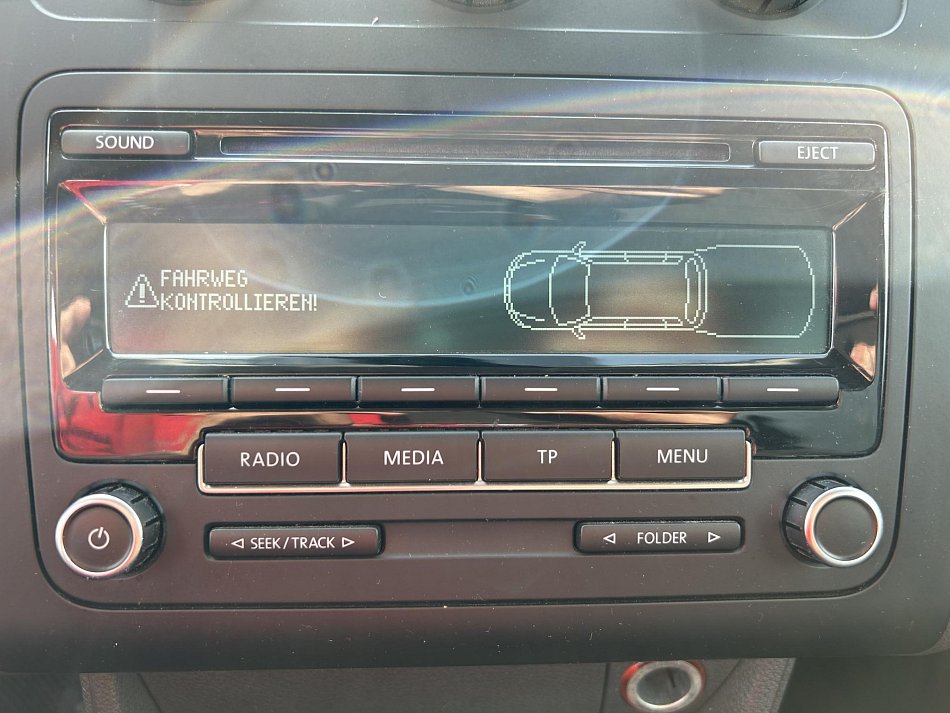 SOUND
EJECT
FAHRWEG
KONTROLLIEREN!
RADIO
MEDIA
TP
MENU
SEEK/TRACK
FOLDER